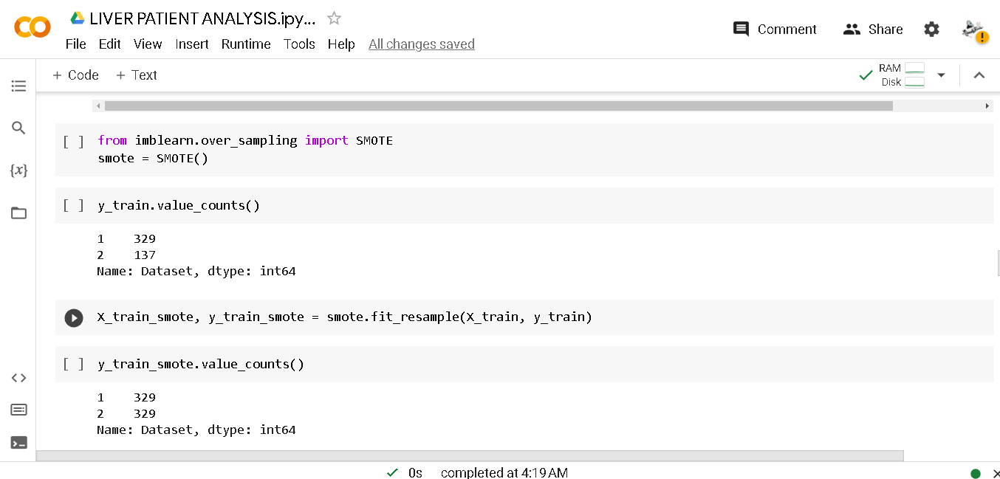 LIVER PATIENT ANALYSIS.ipy...
File Edit View Insert Runtime Tools Help All changes saved
Comment Share
+ Code + Text
RAM
Disk
{x}
[ ] from imblearn.over_sampling import SMOTE
smote = SMOTE()
[ ] y_train.value_counts()
1 329
2 137
Name: Dataset, dtype: int64
X_train_smote, y_train_smote = smote.fit_resample(X_train, y_train)
[ ] y_train_smote.value_counts()
1 329
2 329
Name: Dataset, dtype: int64
0s completed at 4:19 AM